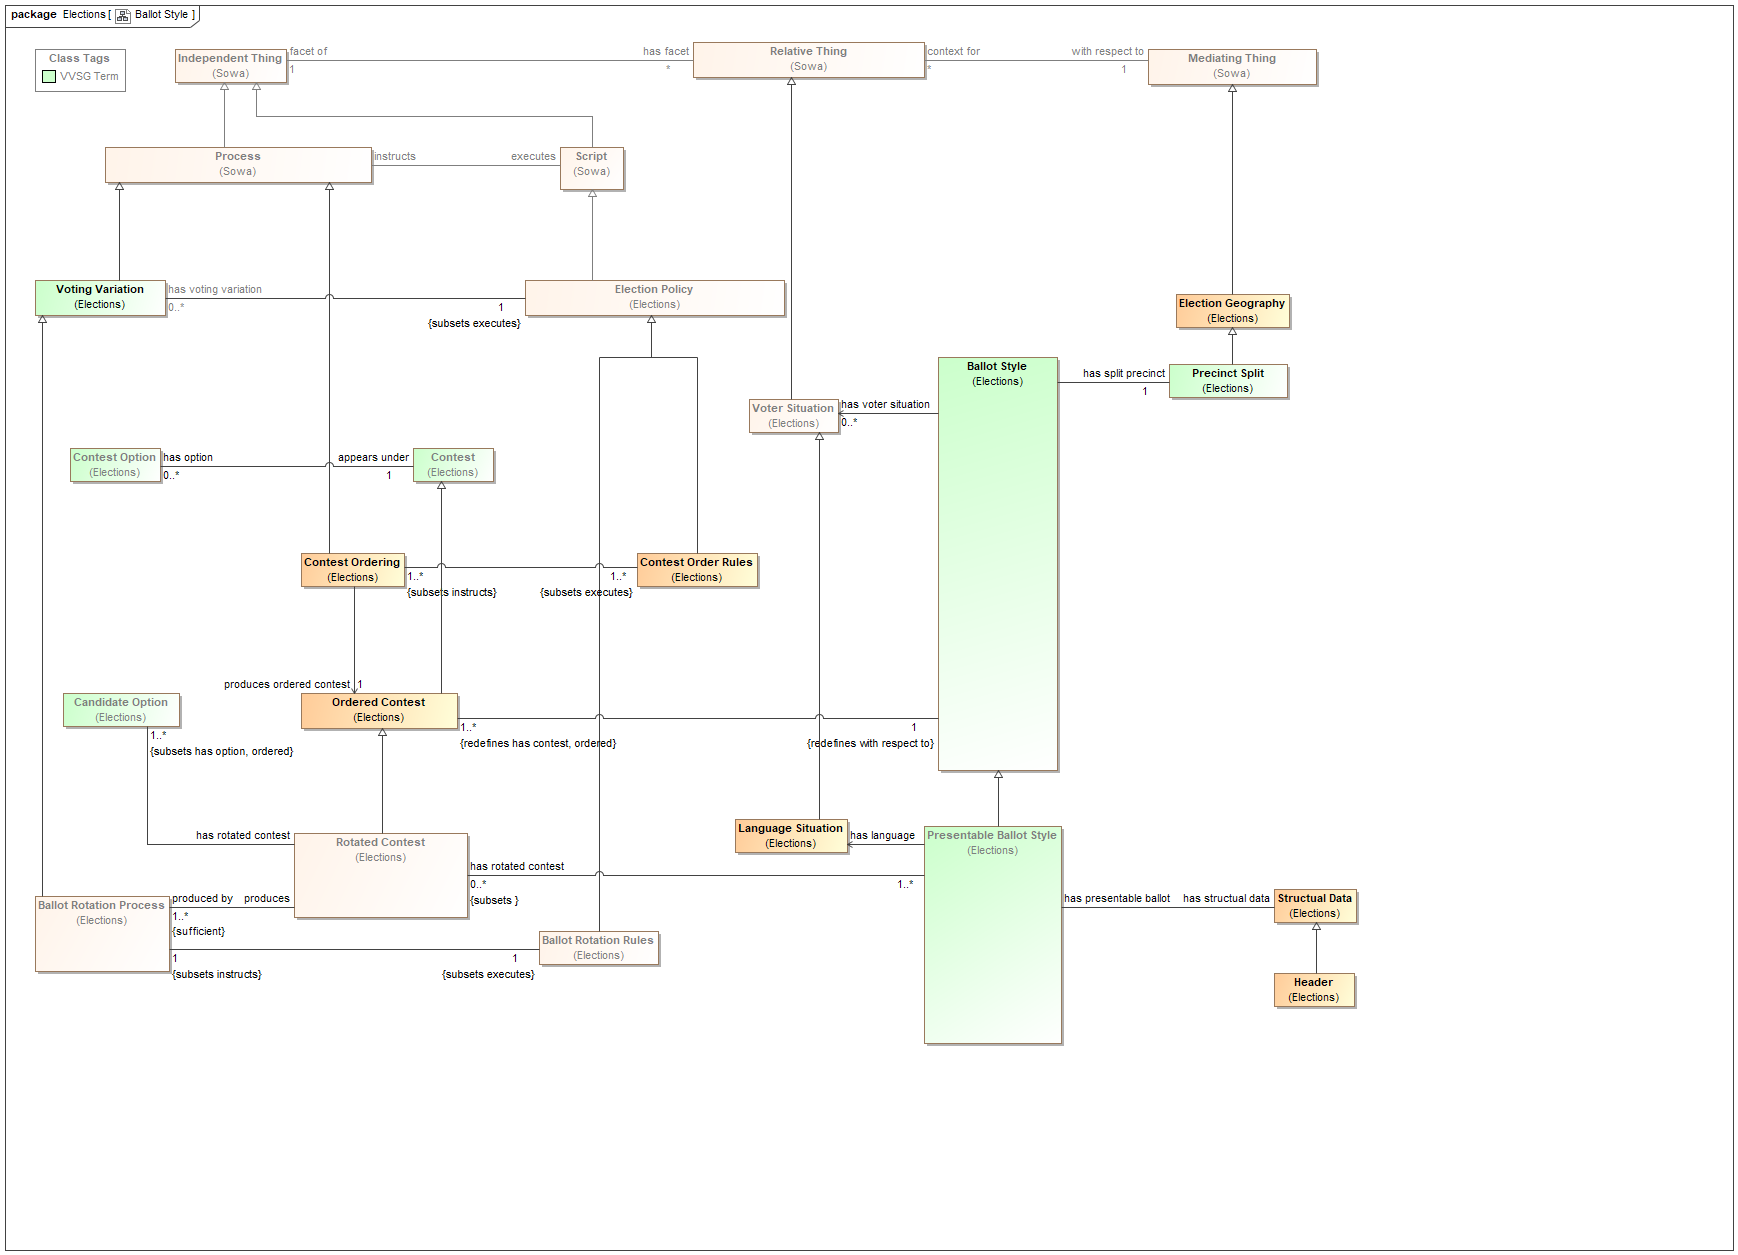 package Elections [ Ballot Style ]
Class Tags
VVSG Term
Independent Thing
(Sowa)
facet of
1
has facet
*
Relative Thing
(Sowa)
context for
*
with respect to
1
Mediating Thing
(Sowa)
Process
(Sowa)
instructs
executes
Script
(Sowa)
Voting Variation
(Elections)
has voting variation
0..*
1
{subsets executes}
Election Policy
(Elections)
Election Geography
(Elections)
Ballot Style
(Elections)
has split precinct
1
Precinct Split
(Elections)
Voter Situation
(Elections)
has voter situation
0..*
Contest Option
(Elections)
has option
0..*
appears under
1
Contest
(Elections)
Contest Ordering
(Elections)
1..*
{subsets instructs}
1..*
{subsets executes}
Contest Order Rules
(Elections)
produces ordered contest
1
Candidate Option
(Elections)
1..*
{subsets has option, ordered}
Ordered Contest
(Elections)
1..*
{redefines has contest, ordered}
1
{redefines with respect to}
has rotated contest
Rotated Contest
(Elections)
has rotated contest
0..*
{subsets }
1..*
Language Situation
(Elections)
has language
Presentable Ballot Style
(Elections)
has presentable ballot
has structual data
Structual Data
(Elections)
Ballot Rotation Process
(Elections)
produced by
1..*
{sufficient}
produces
1
{subsets instructs}
1
{subsets executes}
Ballot Rotation Rules
(Elections)
Header
(Elections)